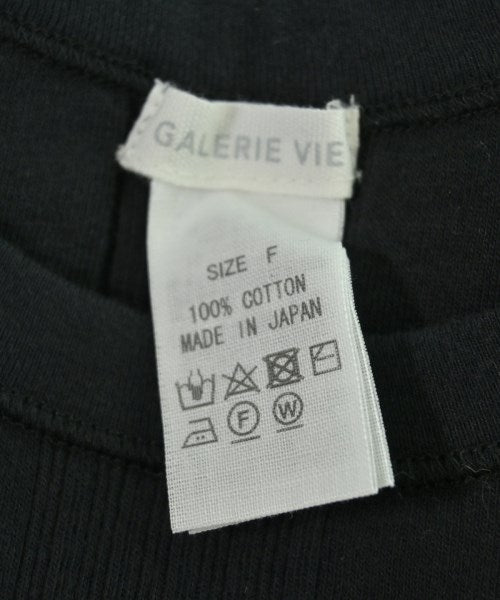 GALERIE VIE
SIZE F
100% COTTON
MADE IN JAPAN
F W